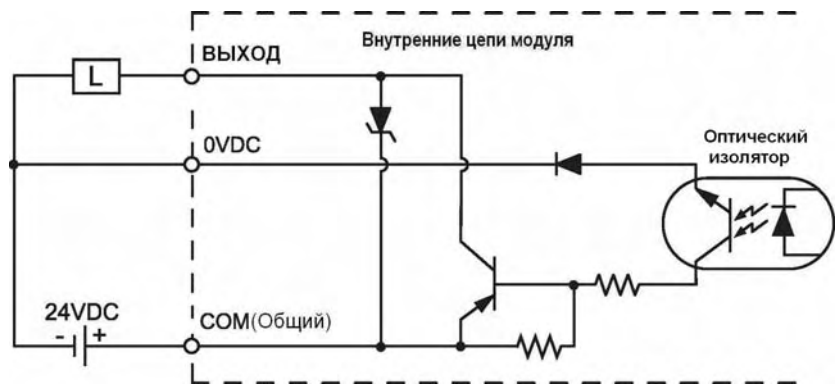 ВЫХОД
Внутренние цепи модуля
L
0VDC
Оптический
изолятор
24VDC
- +
COM(Общий)